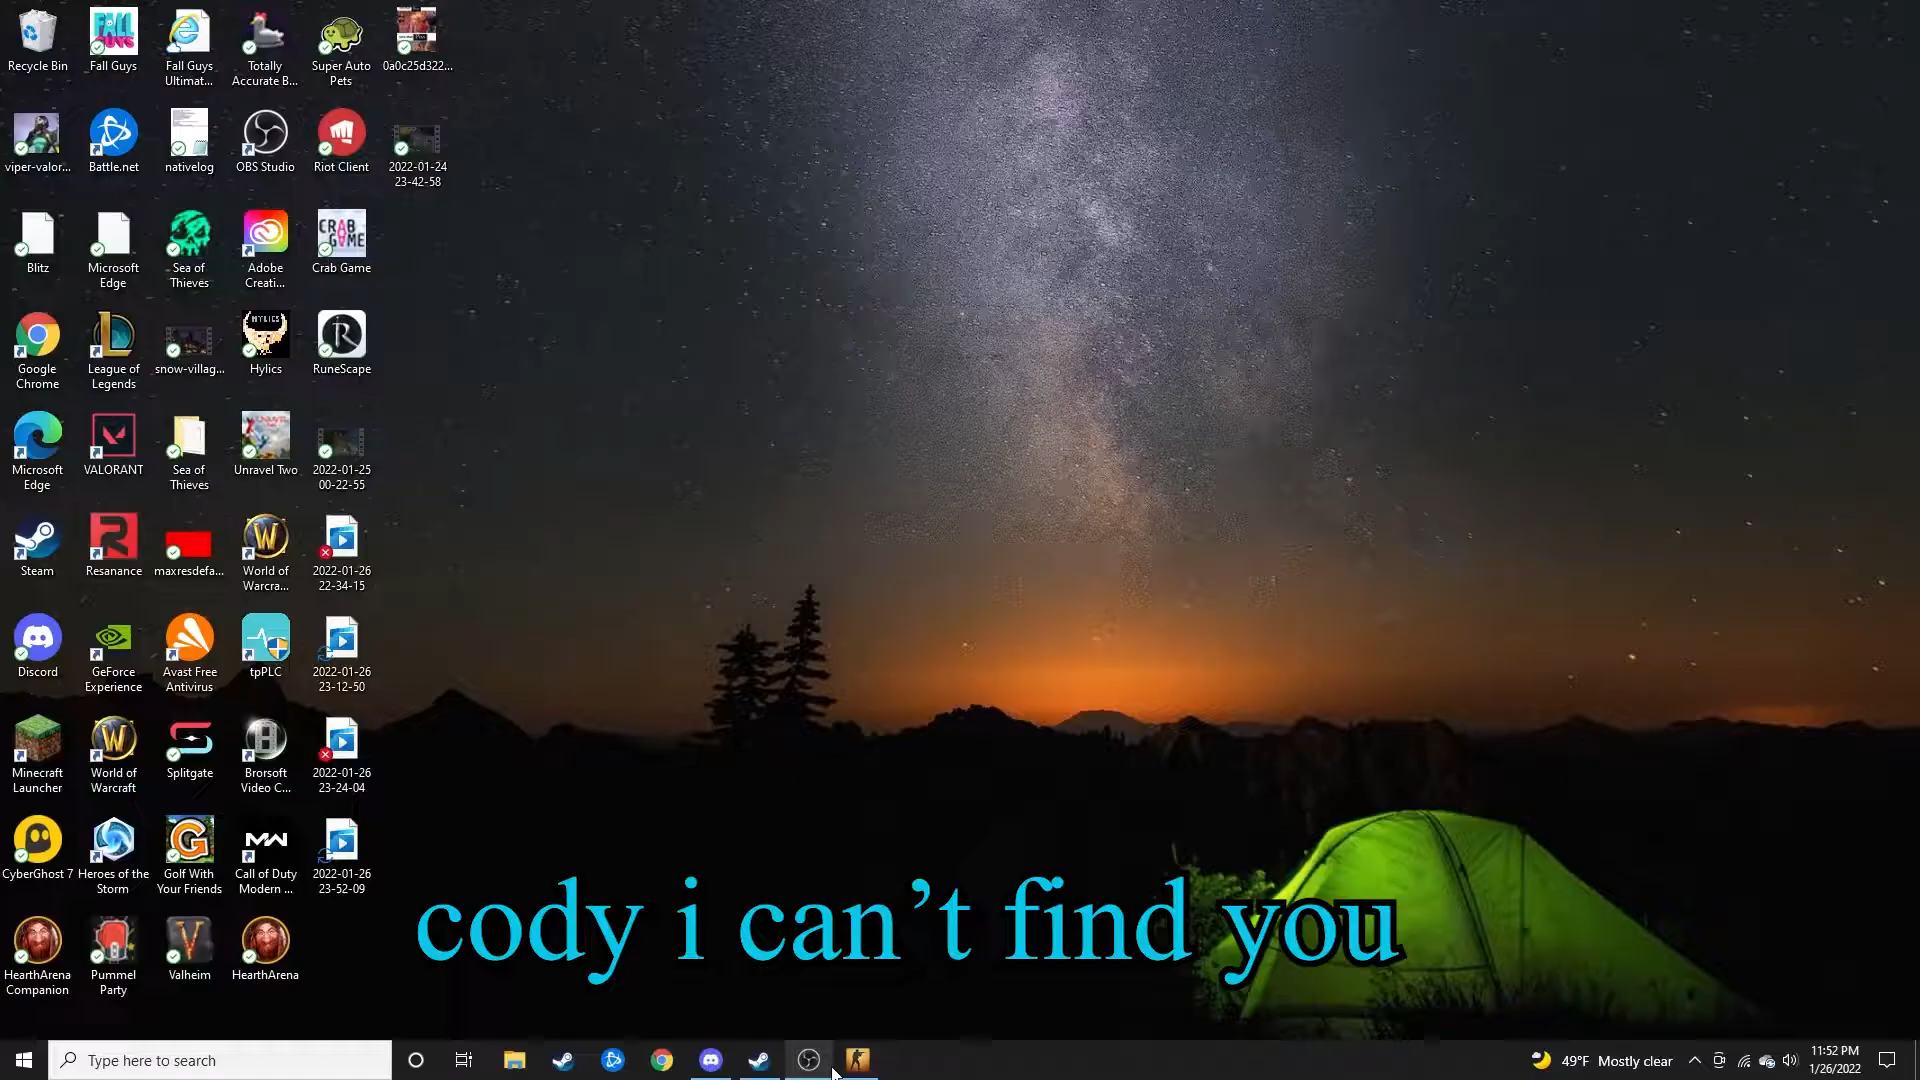 Recycle Bin
Fall Guys
Fall Guys
Ultimat...
Totally
Accurate B...
Super Auto
Pets
0a0c25d322...
viper-valor...
Battle.net
nativelog
OBS Studio
Riot Client
2022-01-24
23-42-58
Blitz
Microsoft
Edge
Sea of
Thieves
Adobe
Creati...
Crab Game
Google
Chrome
League of
Legends
snow-villag...
Hylics
RuneScape
Microsoft
Edge
VALORANT
Sea of
Thieves
Unravel Two
2022-01-25
00-22-55
Steam
Resanance
maxresdefa...
World of
Warcra...
2022-01-26
22-34-15
Discord
GeForce
Experience
Avast Free
Antivirus
tpPLC
2022-01-26
23-12-50
Minecraft
Launcher
World of
Warcraft
Splitgate
Brorsoft
Video C...
2022-01-26
23-24-04
CyberGhost 7
Heroes of the
Storm
Golf With
Your Friends
Call of Duty
Modern ...
2022-01-26
23-52-09
HearthArena
Companion
Pummel
Party
Valheim
HearthArena
cody i can’t find you
Type here to search
49°F Mostly clear
11:52 PM
1/26/2022